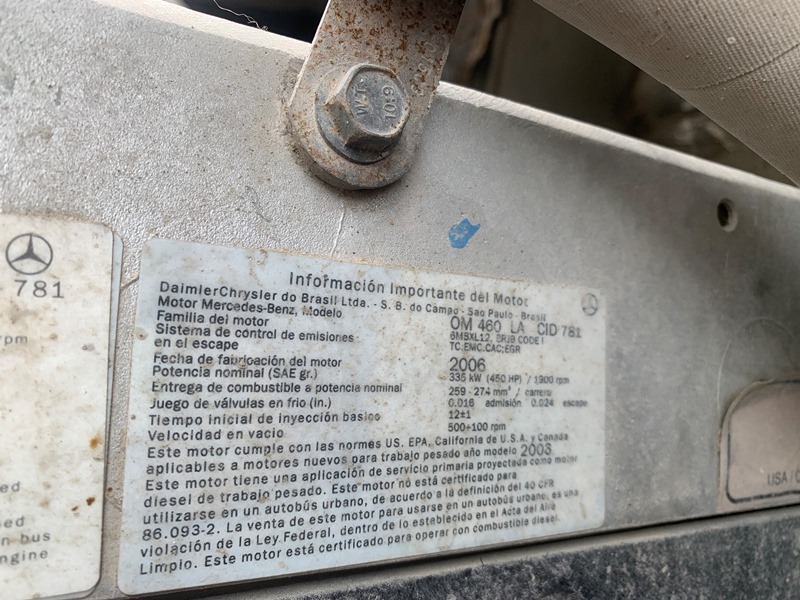 W.T.
10.9
781
rpm
ed
sed
on bus
engine
Información Importante del Motor
DaimlerChrysler do Brasil Ltda. - S. B. do Campo - Sao Paulo - Brasil
Motor Mercedes-Benz, Modelo OM 460 LA CID 781
Familia del motor
Sistema de control de emisiones TC,EMC,CAC,EGR
en el escape
Fecha de fabricación del motor 2006
Potencia nominal (SAE gr.) 335 kW (450 HP) / 1900 rpm
Entrega de combustible a potencia nominal 259 - 274 mm³ / carrera
Juego de válvulas en frio (in.) 0.016 admisión 0.024 escape
Tiempo inicial de inyección basico 12±1
Velocidad en vacio 500+100 rpm
Este motor cumple con las normes US. EPA, California de U.S.A. y Canada
aplicables a motores nuevos para trabajo pesado año modelo
Este motor tiene una aplicación de servicio primaria proyectada como motor
diesel de trabajo pesado. Este motor no está certificado para
utilizarse en un autobús urbano, de acuerdo a la definición del 40 CFR
86.093-2. La venta de este motor para usarse en un autobús urbano, es una
violación de la Ley Federal, dentro de lo establecido en el Acta del Aire
Limpio. Este motor está certificado para operar con combustible diesel.
USA/C